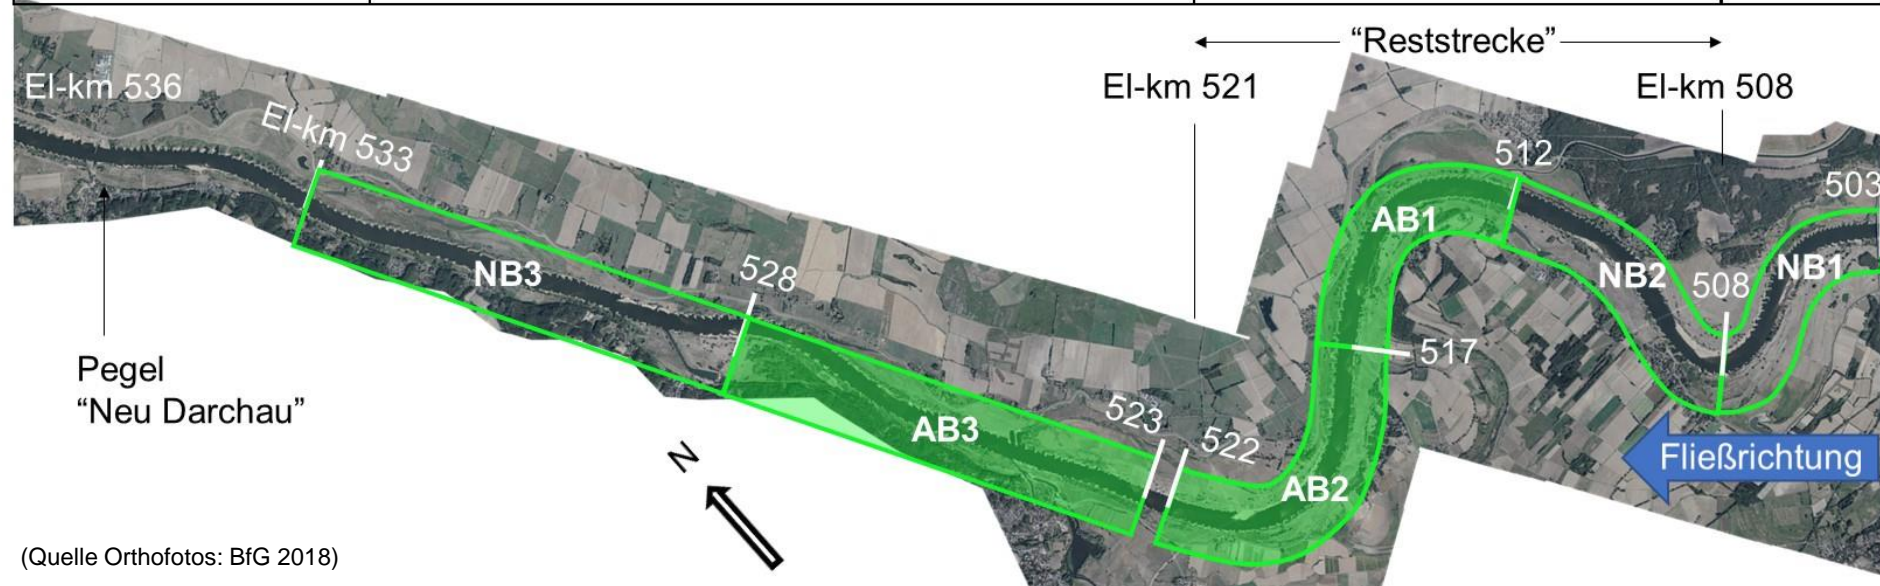 “Reststrecke”
El-km 536
El-km 521
El-km 508
El-km 533
512
503
AB1
NB2
NB1
NB3
528
508
517
Pegel
“Neu Darchau”
523
522
AB3
AB2
Fließrichtung
N
(Quelle Orthofotos: BfG 2018)